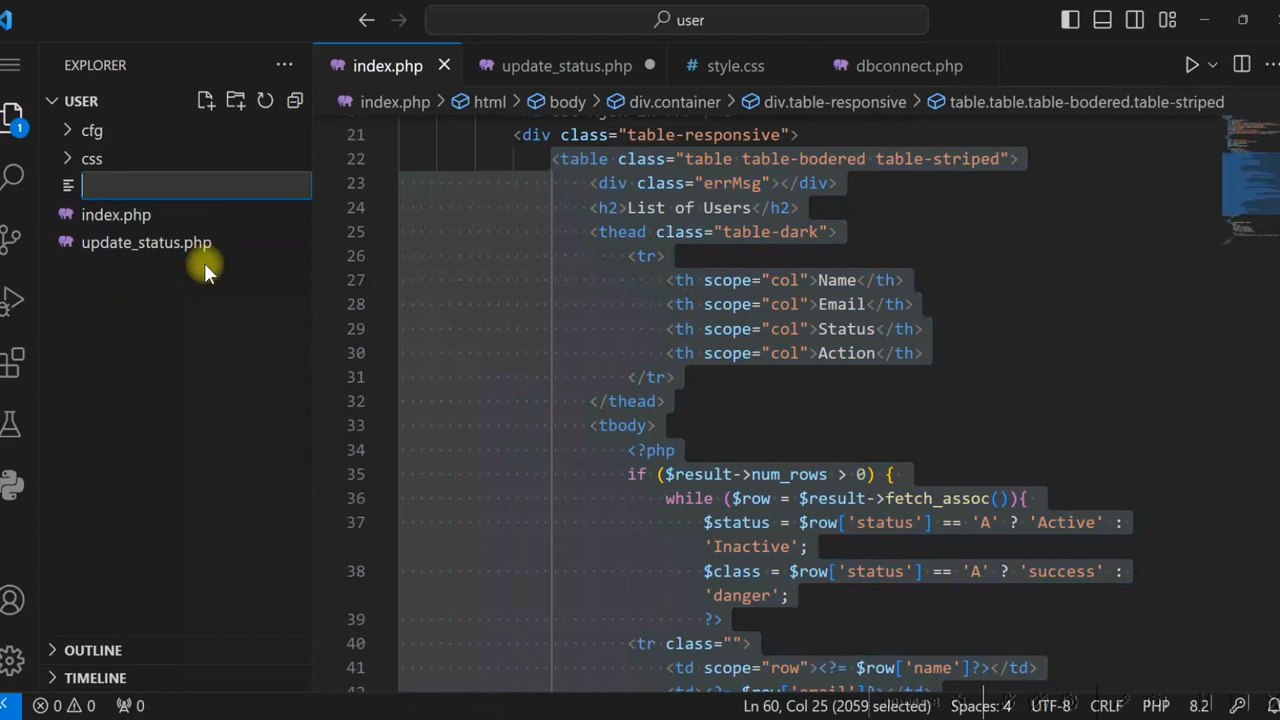 user
EXPLORER
index.php
update_status.php
style.css
dbconnect.php
USER
index.php > html > body > div.container > div.table-responsive > table.table.table-bodered.table-striped
1
cfg
css
index.php
update_status.php
21 <div class="table-responsive">
22 <table class="table table-bodered table-striped">
23 <div class="errMsg"></div>
24 <h2>List of Users</h2>
25 <thead class="table-dark">
26 <tr>
27 <th scope="col">Name</th>
28 <th scope="col">Email</th>
29 <th scope="col">Status</th>
30 <th scope="col">Action</th>
31 </tr>
32 </thead>
33 <tbody>
34 <?php
35 if ($result->num_rows > 0) {
36 while ($row = $result->fetch_assoc()){
37 $status = $row['status'] == 'A' ? 'Active' :
'Inactive';
38 $class = $row['status'] == 'A' ? 'success' :
'danger';
39 ?>
40 <tr class="">
41 <td scope="row"><?= $row['name']?></td>
42 <td><?= $row['email']?></td>
OUTLINE
TIMELINE
0 0 0
Ln 60, Col 25 (2059 selected) Spaces: 4 UTF-8 CRLF PHP 8.2